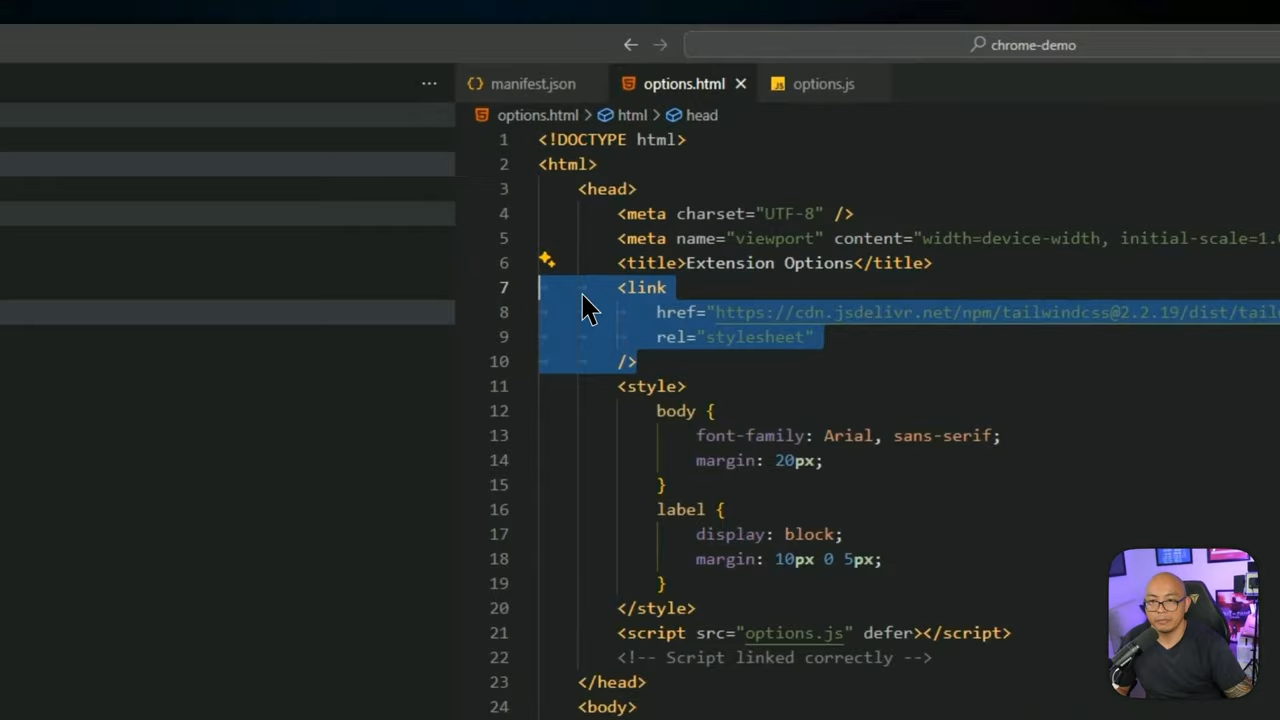 chrome-demo
manifest.json options.html options.js
options.html > html > head
1 <!DOCTYPE html>
2 <html>
3 <head>
4 <meta charset="UTF-8" />
5 <meta name="viewport" content="width=device-width, initial-scale=1.
6 <title>Extension Options</title>
7 <link
8 href="https://cdn.jsdelivr.net/npm/tailwindcss@2.2.19/dist/tail
9 rel="stylesheet"
10 />
11 <style>
12 body {
13 font-family: Arial, sans-serif;
14 margin: 20px;
15 }
16 label {
17 display: block;
18 margin: 10px 0 5px;
19 }
20 </style>
21 <script src="options.js" defer></script>
22 <!-- Script linked correctly -->
23 </head>
24 <body>